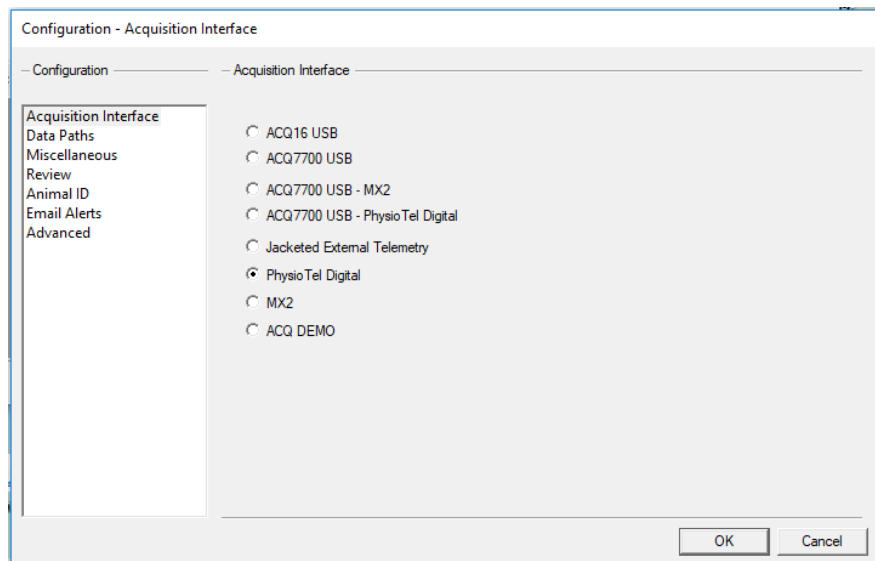 Configuration - Acquisition Interface
Configuration
Acquisition Interface
Data Paths
Miscellaneous
Review
Animal ID
Email Alerts
Advanced
Acquisition Interface
ACQ16 USB
ACQ7700 USB
ACQ7700 USB - MX2
ACQ7700 USB - PhysioTel Digital
Jacketed External Telemetry
PhysioTel Digital
MX2
ACQ DEMO
OK
Cancel